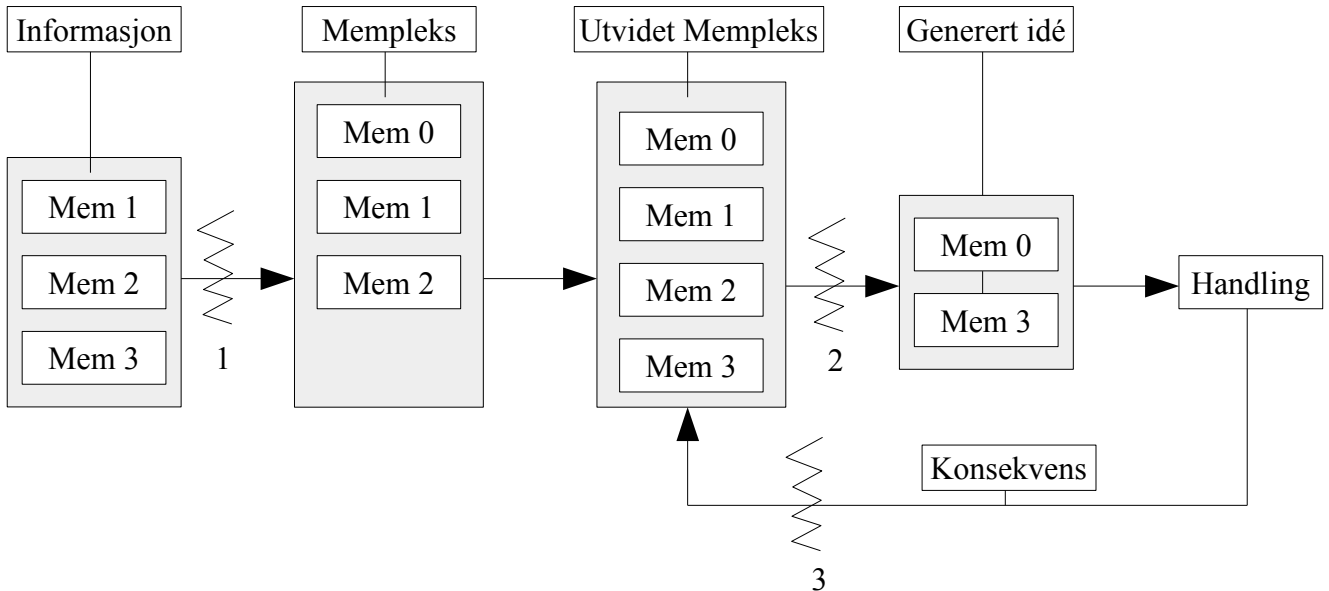 Informasjon
Mempleks
Utvidet Mempleks
Generert idé
Mem 1
Mem 2
Mem 3
1
Mem 0
Mem 1
Mem 2
Mem 0
Mem 1
Mem 2
Mem 3
2
Mem 0
Mem 3
Handling
Konsekvens
3